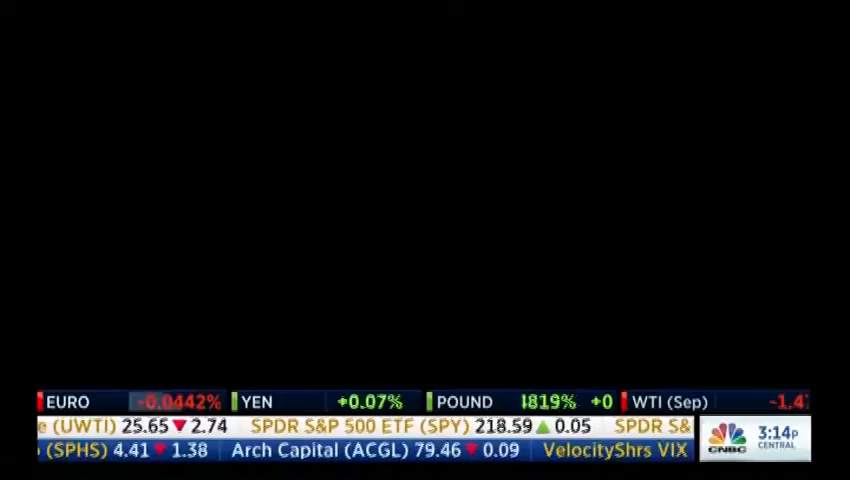 EURO -0.0442% YEN +0.07% POUND +0 WTI (Sep) -1.4
e (UWTI) 25.65 ▼ 2.74 SPDR S&P 500 ETF (SPY) 218.59 ▲ 0.05 SPDR S&
(SPHS) 4.41 ▼ 1.38 Arch Capital (ACGL) 79.46 ▼ 0.09 VelocityShrs VIX
CNBC
3:14P
CENTRAL